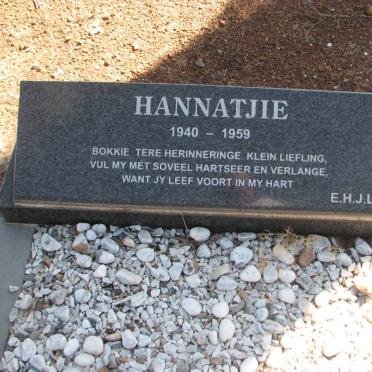 HANNATJIE
1940 – 1959
BOKKIE TERE HERINNERINGE KLEIN LIEFLING,
VUL MY MET SOVEEL HARTSEER EN VERLANGE,
WANT JY LEEF VOORT IN MY HART
E.H.J.L